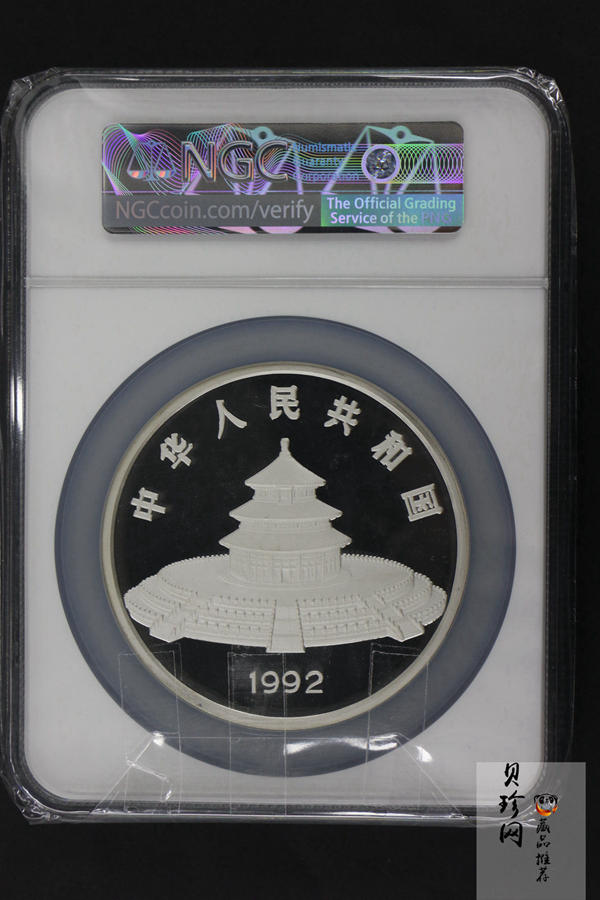 NGC
Numismatic
Guaranty
Corporation
NGCcoin.com/verify
The Official Grading
Service of the PNG
中华人民共和国
1992
贝珍网
藏品推荐